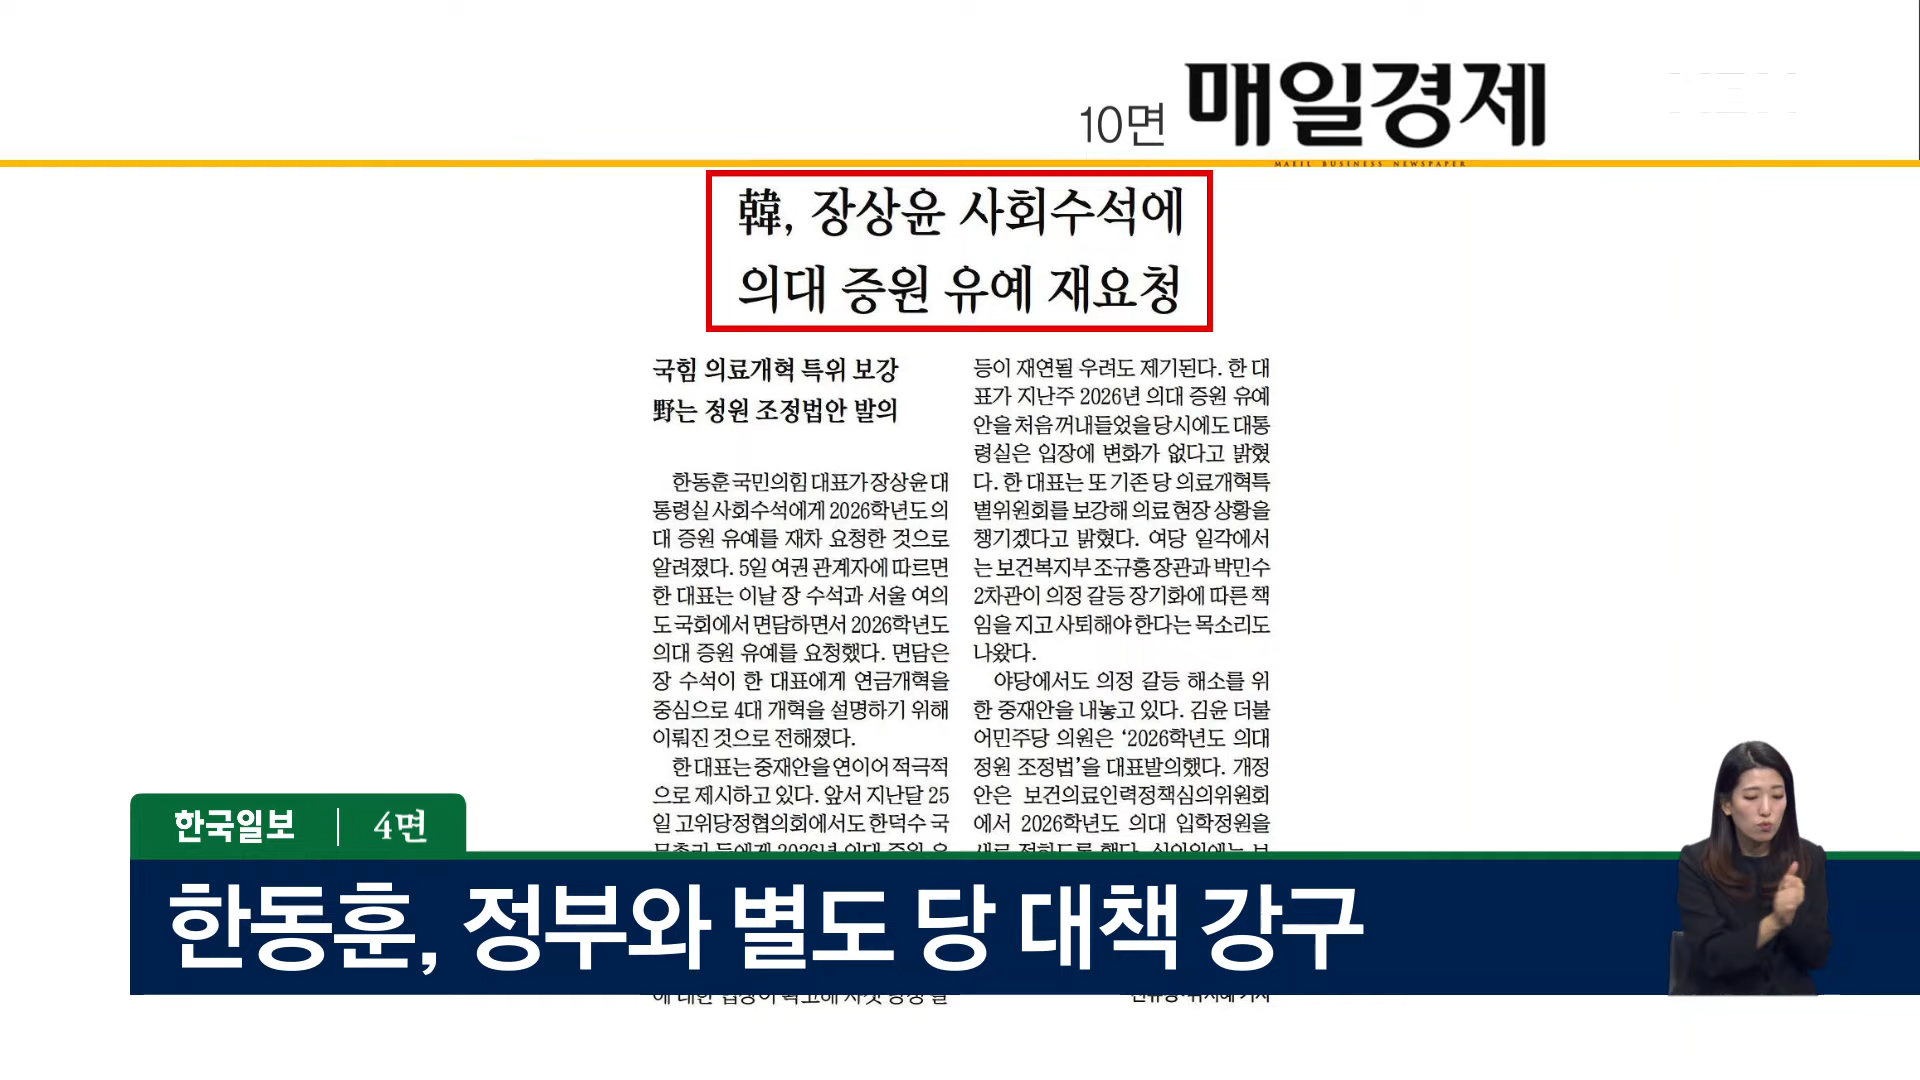 10면 매일경제
MAEIL BUSINESS NEWSPAPER
韓, 장상윤 사회수석에
의대 증원 유예 재요청
국힘 의료개혁 특위 보강
野는 정원 조정법안 발의
한동훈 국민의힘 대표가 장상윤 대
통령실 사회수석에게 2026학년도 의
대 증원 유예를 재차 요청한 것으로
알려졌다. 5일 여권 관계자에 따르면
한 대표는 이날 장 수석과 서울 여의
도 국회에서 면담하면서 2026학년도
의대 증원 유예를 요청했다. 면담은
장 수석이 한 대표에게 연금개혁을
중심으로 4대 개혁을 설명하기 위해
이뤄진 것으로 전해졌다.
한 대표는 중재안을 연이어 적극적
으로 제시하고 있다. 앞서 지난달 25
일 고위당정협의회에서도 한덕수 국
등이 재연될 우려도 제기된다. 한 대
표가 지난주 2026년 의대 증원 유예
안을 처음 꺼내들었을 당시에도 대통
령실은 입장에 변화가 없다고 밝혔
다. 한 대표는 또 기존 당 의료개혁특
별위원회를 보강해 의료 현장 상황을
챙기겠다고 밝혔다. 여당 일각에서
는 보건복지부 조규홍 장관과 박민수
2차관이 의정 갈등 장기화에 따른 책
임을 지고 사퇴해야 한다는 목소리도
나왔다.
야당에서도 의정 갈등 해소를 위
한 중재안을 내놓고 있다. 김윤 더불
어민주당 의원은 ‘2026학년도 의대
정원 조정법’을 대표발의했다. 개정
안은 보건의료인력정책심의위원회
에서 2026학년도 의대 입학정원을
한국일보 | 4면
한동훈, 정부와 별도 당 대책 강구